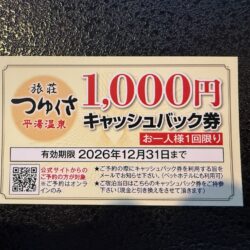 旅荘
つゆくさ
平湯温泉
1,000円
キャッシュバック券
お一人様1回限り
有効期限 2026年12月31日まで
公式サイトからの
ご予約の方が対象
※ご予約はオンラ
インのみ
★ご予約の際にキャッシュバック券を利用する旨を
メールでお知らせ下さい。(ペットホテルにも利用可)
★ご宿泊当日はこちらのキャッシュバック券をご持参
下さい(現金と引き換えをさせて頂きます)